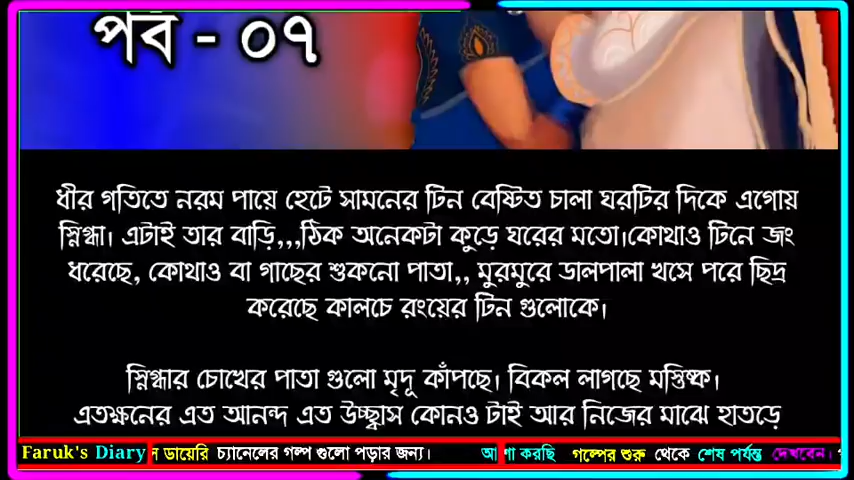 পর্ব - ০৭
ধীর গতিতে নরম পায়ে হেটে সামনের টিন বেষ্টিত চালা ঘরটির দিকে এগোয়
স্নিগ্ধা। এটাই তার বাড়ি,,,ঠিক অনেকটা কুড়ে ঘরের মতো।কোথাও টিনে জং
ধরেছে, কোথাও বা গাছের শুকনো পাতা,, মুরমুরে ডালপালা খসে পরে ছিদ্র
করেছে কালচে রংয়ের টিন গুলোকে।
স্নিগ্ধার চোখের পাতা গুলো মৃদূ কাঁপছে। বিকল লাগছে মস্তিষ্ক।
এতক্ষনের এত আনন্দ এত উচ্ছ্বাস কোনও টাই আর নিজের মাঝে হাতড়ে
Faruk's Diary ডায়েরি চ্যানেলের গল্প গুলো পড়ার জন্য। আশা করছি গল্পের শুরু থেকে শেষ পর্যন্ত দেখবেন।